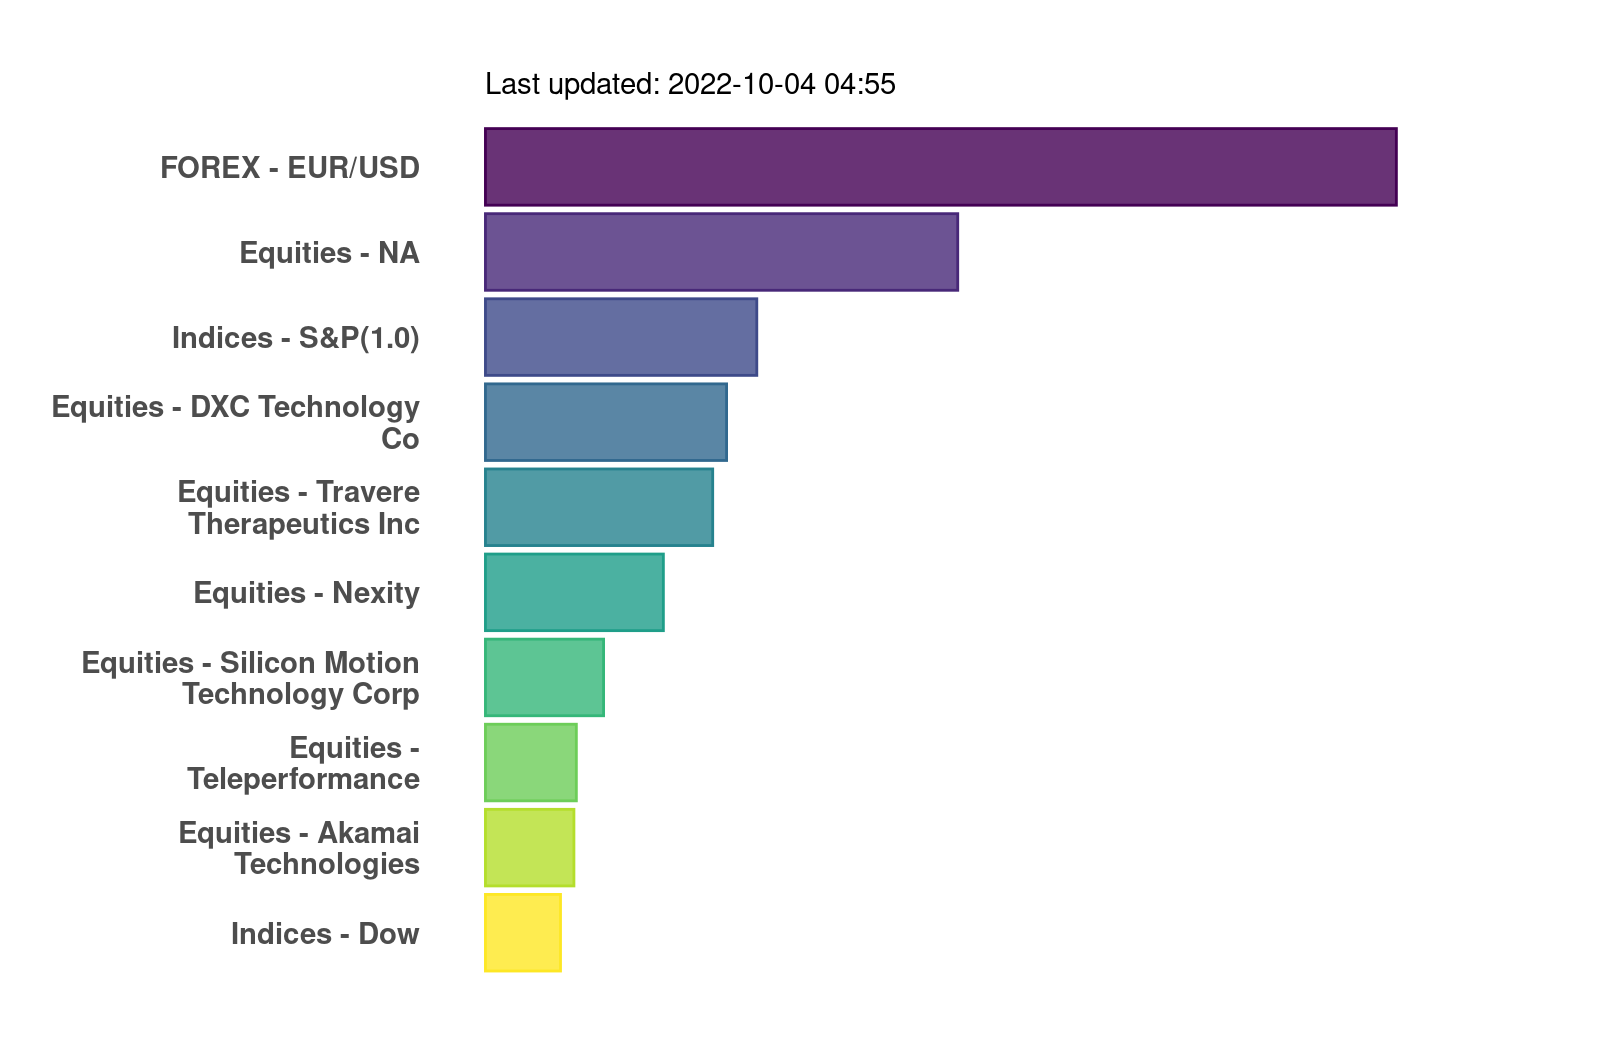 Last updated: 2022-10-04 04:55
FOREX - EUR/USD
Equities - NA
Indices - S&P(1.0)
Equities - DXC Technology
Co
Equities - Travere
Therapeutics Inc
Equities - Nexity
Equities - Silicon Motion
Technology Corp
Equities -
Teleperformance
Equities - Akamai
Technologies
Indices - Dow